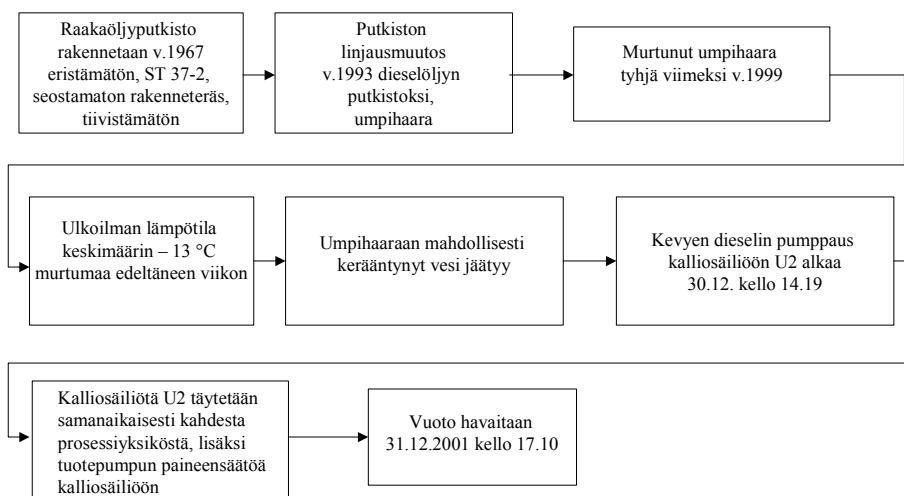 Raakaöljyputkisto
rakennetaan v.1967
eristämätön, ST 37-2,
seostamaton rakenneteräs,
tiivistämätön
Putkiston
linjausmuutos
v.1993 dieselöljyn
putkistoksi,
umpihaara
Murtunut umpihaara
tyhjä viimeksi v.1999
Ulkoilman lämpötila
keskimäärin – 13 °C
murtumaa edeltäneen viikon
Umpihaaraan mahdollisesti
kerääntynyt vesi jäätyy
Kevyen dieselin pumppaus
kalliosäiliöön U2 alkaa
30.12. kello 14.19
Kalliosäiliötä U2 täytetään
samanaikaisesti kahdesta
prosessiyksiköstä, lisäksi
tuotepumpun paineensäätöä
kalliosäiliöön
Vuoto havaitaan
31.12.2001 kello 17.10